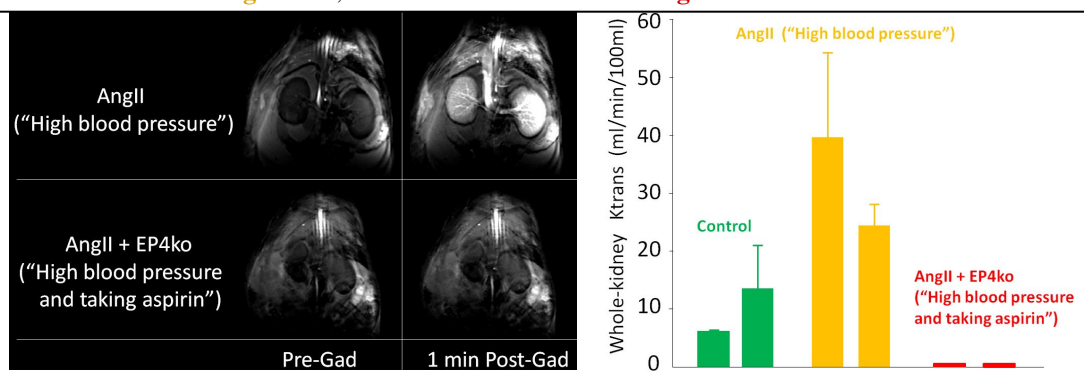 AngII
("High blood pressure")
AngII + EP4ko
("High blood pressure
and taking aspirin")
Pre-Gad
1 min Post-Gad
Whole-kidney Ktrans (ml/min/100ml)
60
50
40
30
20
10
0
Control
AngII ("High blood pressure")
AngII + EP4ko
("High blood pressure
and taking aspirin")